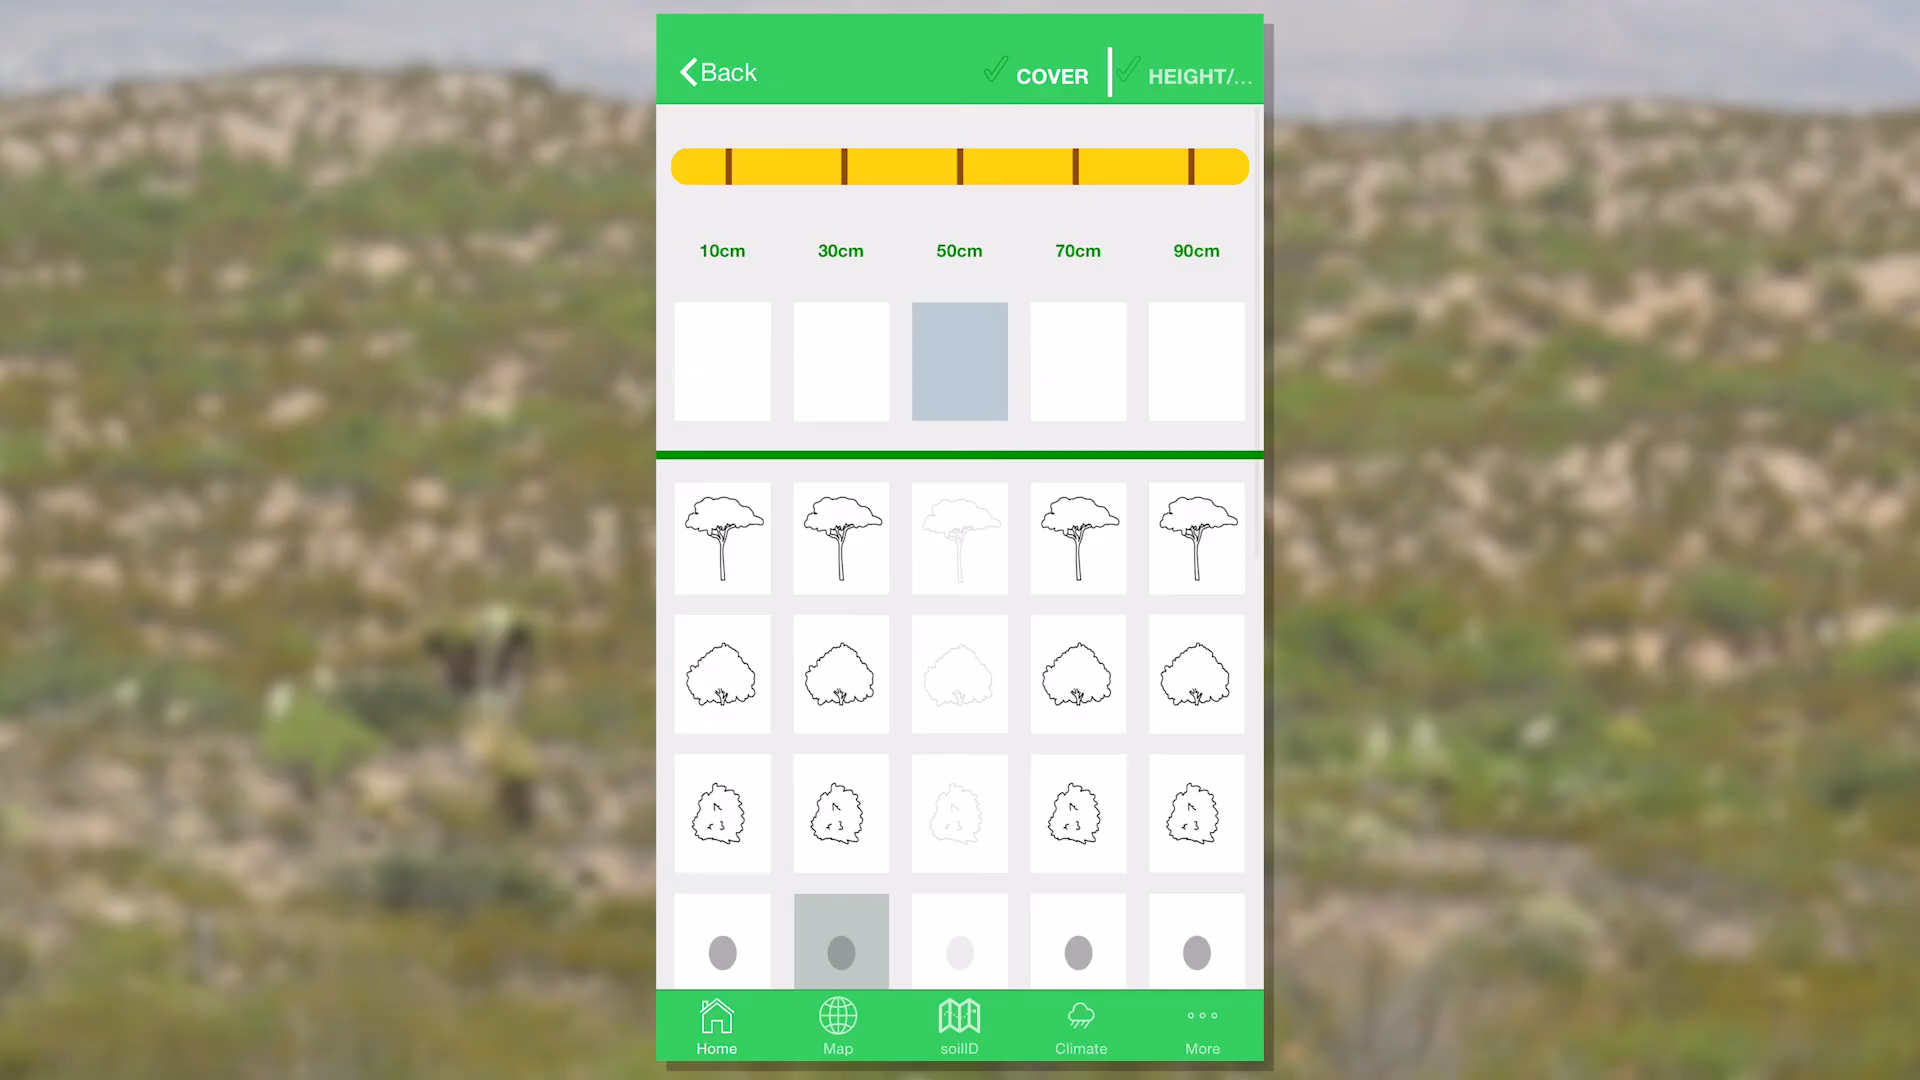 Back
COVER
HEIGHT/...
10cm 30cm 50cm 70cm 90cm
Home Map soilID Climate More